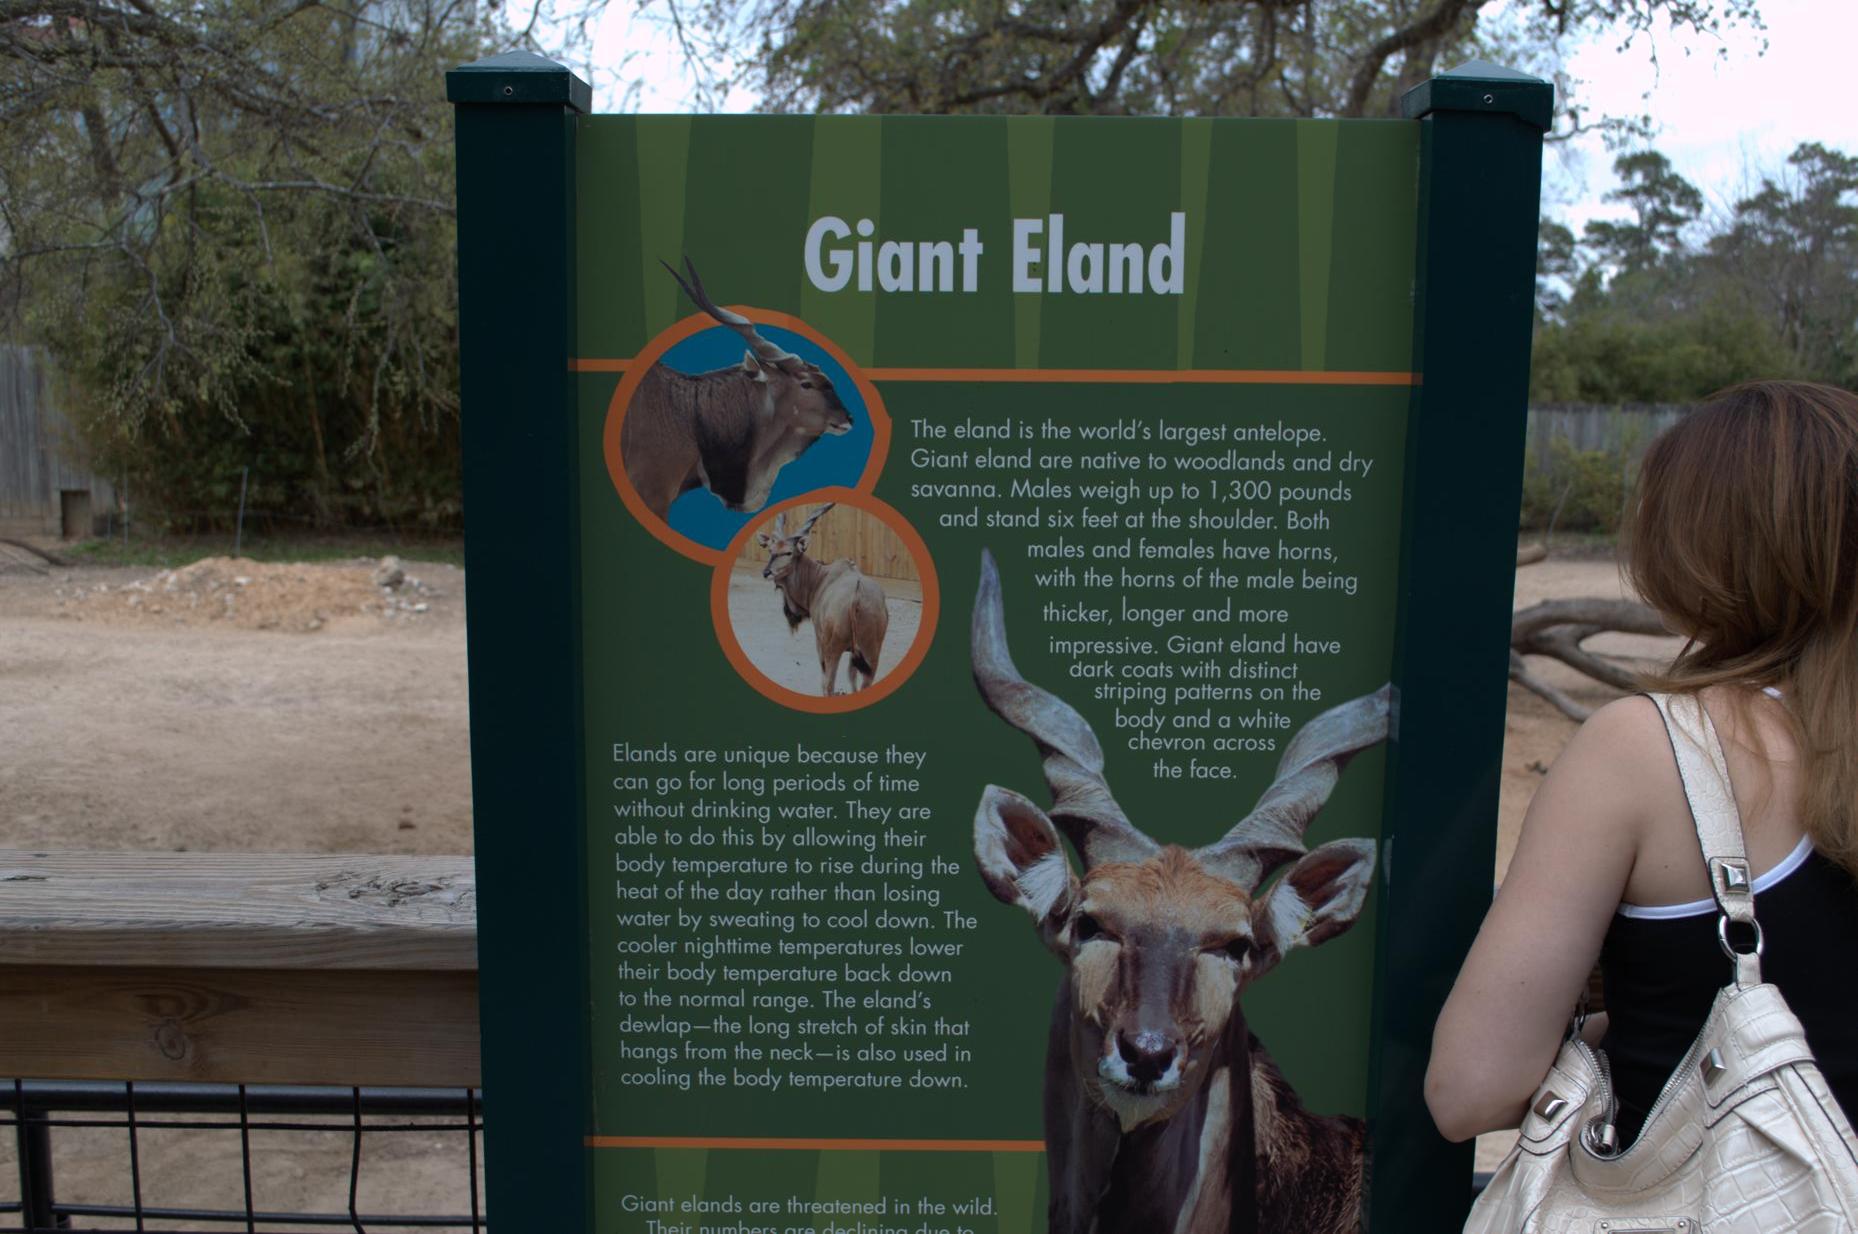 Giant Eland
The eland is the world's largest antelope.
Giant eland are native to woodlands and dry
savanna. Males weigh up to 1,300 pounds
and stand six feet at the shoulder. Both
males and females have horns,
with the horns of the male being
thicker, longer and more
impressive. Giant eland have
dark coats with distinct
striping patterns on the
body and a white
chevron across
the face.
Elands are unique because they
can go for long periods of time
without drinking water. They are
able to do this by allowing their
body temperature to rise during the
heat of the day rather than losing
water by sweating to cool down. The
cooler nighttime temperatures lower
their body temperature back down
to the normal range. The eland's
dewlap—the long stretch of skin that
hangs from the neck—is also used in
cooling the body temperature down.
Giant elands are threatened in the wild.
Their numbers are declining due to